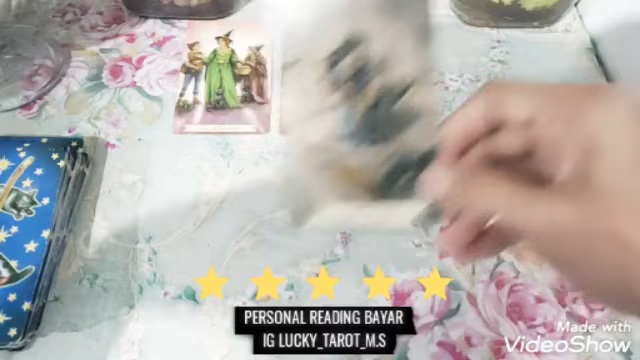 PERSONAL READING BAYAR
IG LUCKY_TAROT_M.S
Made with
VideoShow